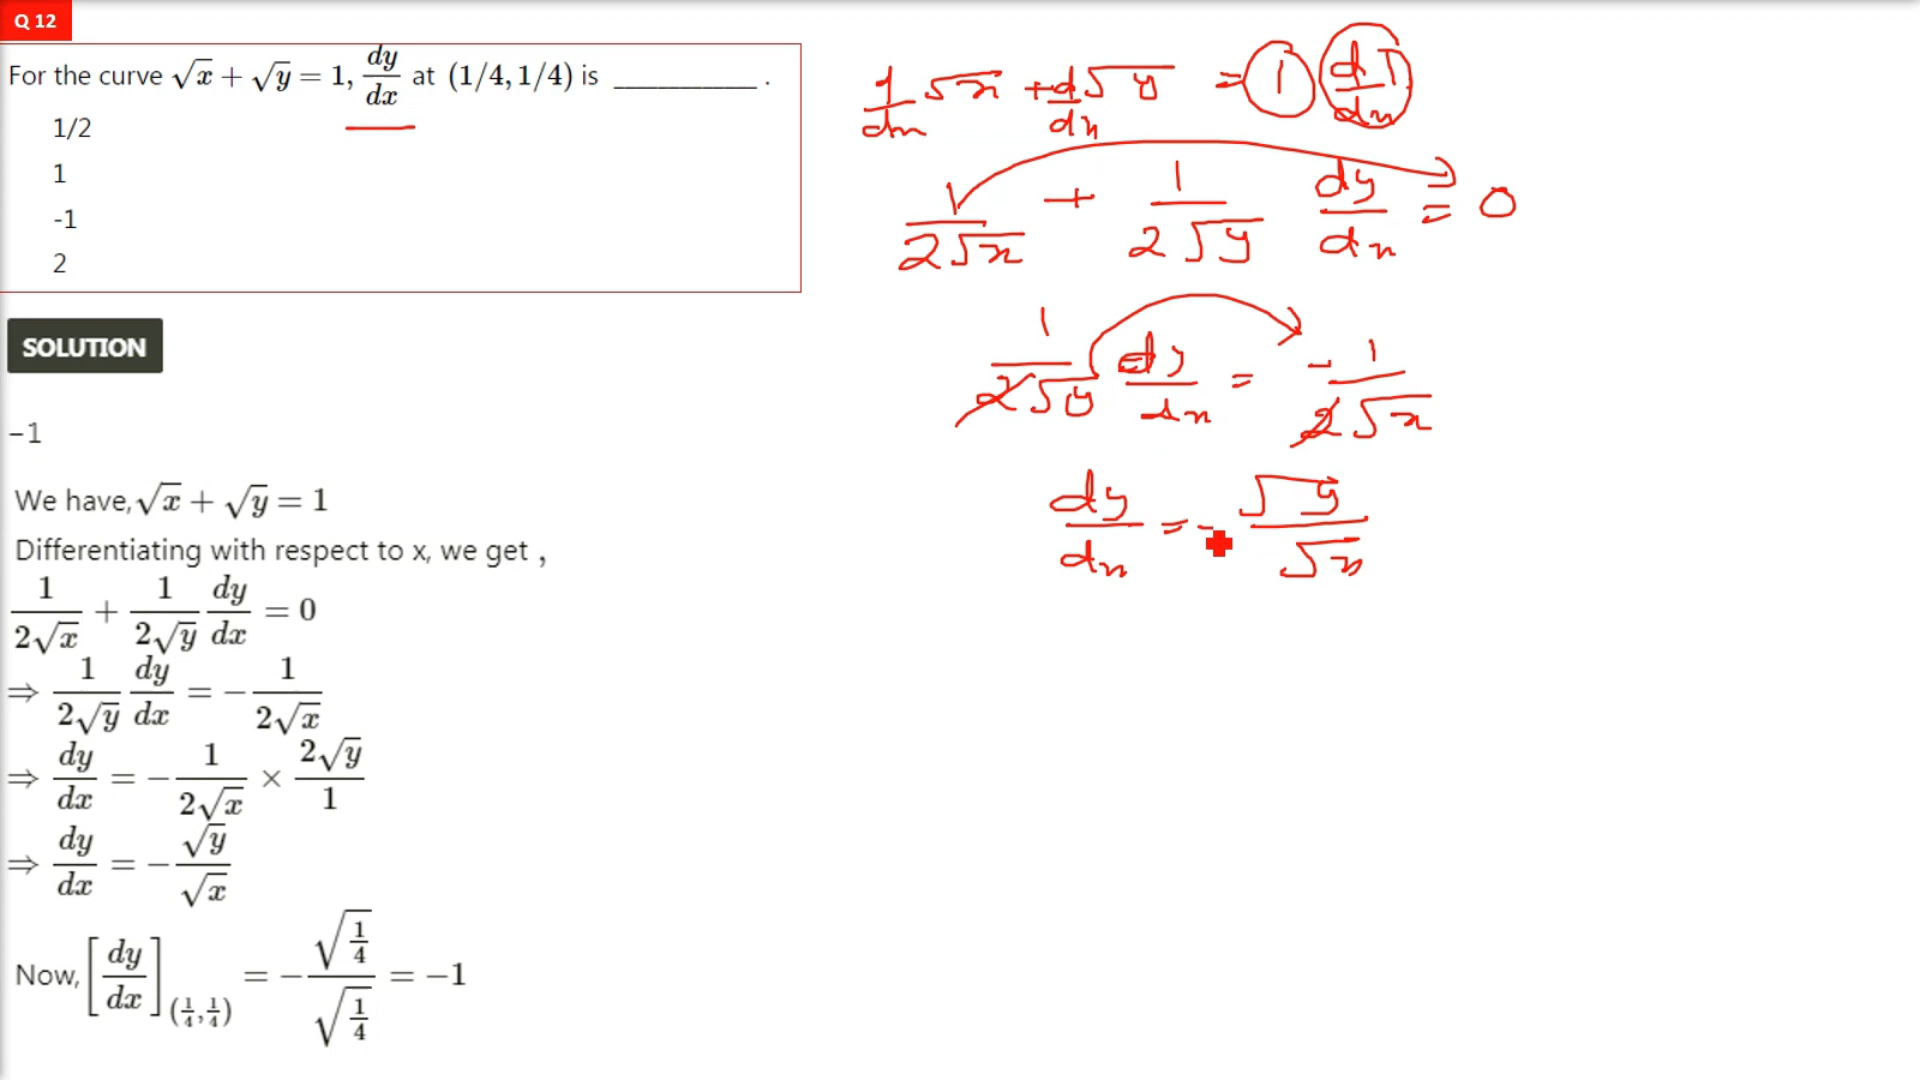 Q 12
For the curve √x + √y = 1, dy/dx at (1/4, 1/4) is __________ .
1/2
1
-1
2
SOLUTION
−1
We have, √x + √y = 1
Differentiating with respect to x, we get ,
1/(2√x) + 1/(2√y) dy/dx = 0
⇒ 1/(2√y) dy/dx = − 1/(2√x)
⇒ dy/dx = − 1/(2√x) × 2√y/1
⇒ dy/dx = − √y/√x
Now, [dy/dx](1/4, 1/4) = − √(1/4)/√(1/4) = −1
d/dx √x + d/dx √y = 1 d1/dx
1/(2√x) + 1/(2√y) dy/dx = 0
1/(2√y) dy/dx = - 1/(2√x)
dy/dx = - √y/√x